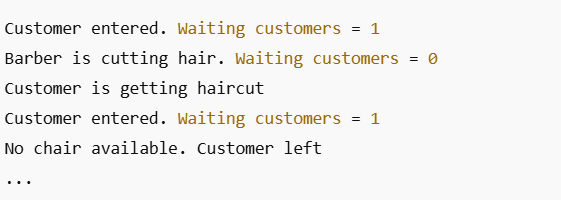 Customer entered. Waiting customers = 1
Barber is cutting hair. Waiting customers = 0
Customer is getting haircut
Customer entered. Waiting customers = 1
No chair available. Customer left
...